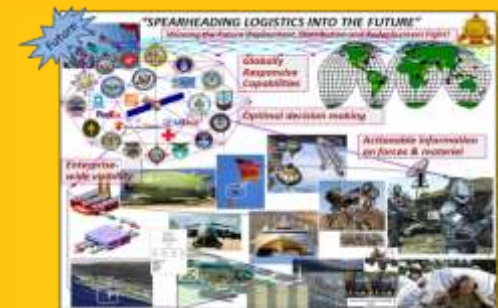 Future
"SPEARHEADING LOGISTICS INTO THE FUTURE"
Winning the Future Deployment, Distribution and Redeployment Fight!
Globally
Responsive
Capabilities
FedEx
Optimal decision making
Actionable information
on forces & materiel
Enterprise-
wide visibility